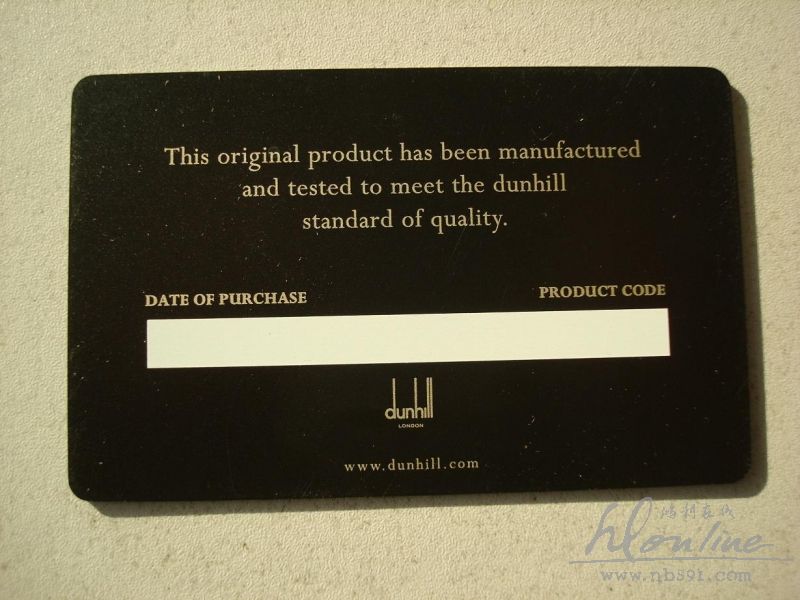 This original product has been manufactured
and tested to meet the dunhill
standard of quality.
DATE OF PURCHASE PRODUCT CODE
dunhill
LONDON
www.dunhill.com
hlonline
www.nbs91.com